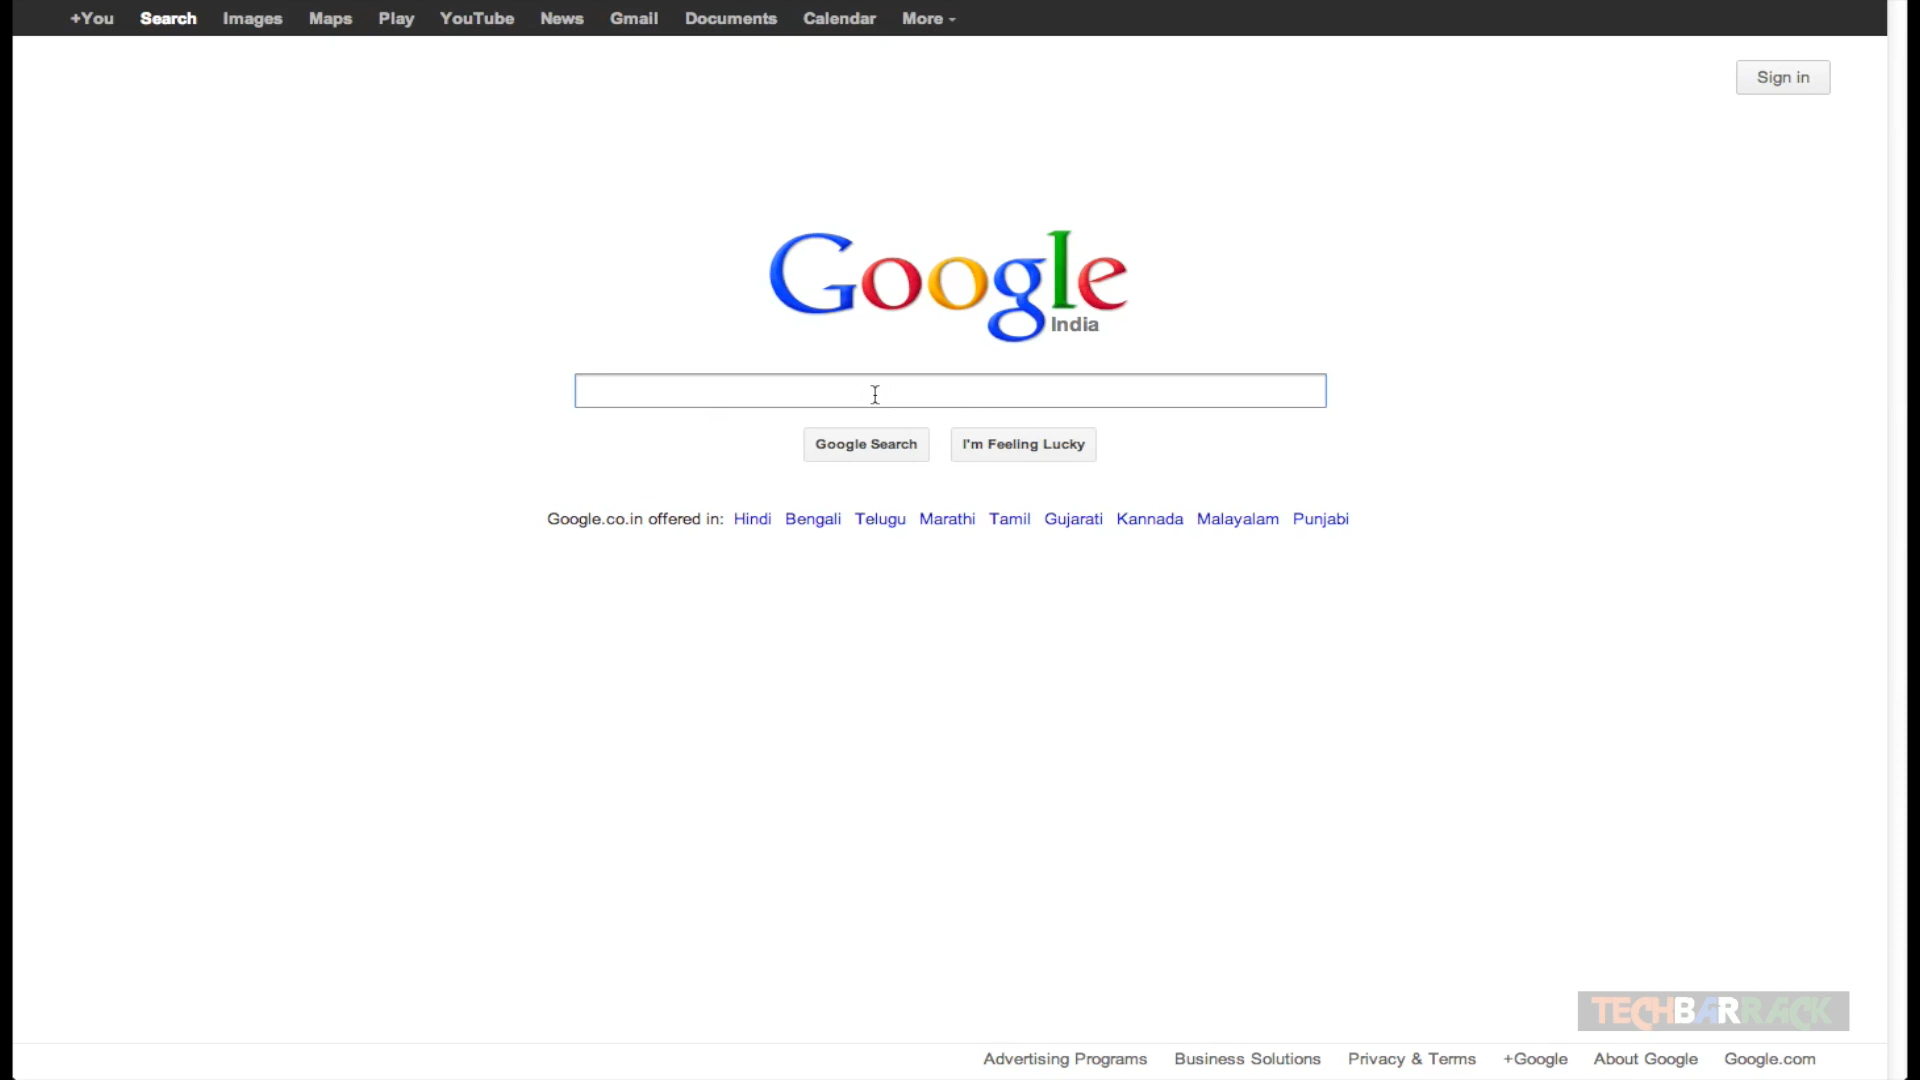 +You Search Images Maps Play YouTube News Gmail Documents Calendar More
Sign in
Google
India
Google Search I'm Feeling Lucky
Google.co.in offered in: Hindi Bengali Telugu Marathi Tamil Gujarati Kannada Malayalam Punjabi
TECHBARRACK
Advertising Programs Business Solutions Privacy & Terms +Google About Google Google.com